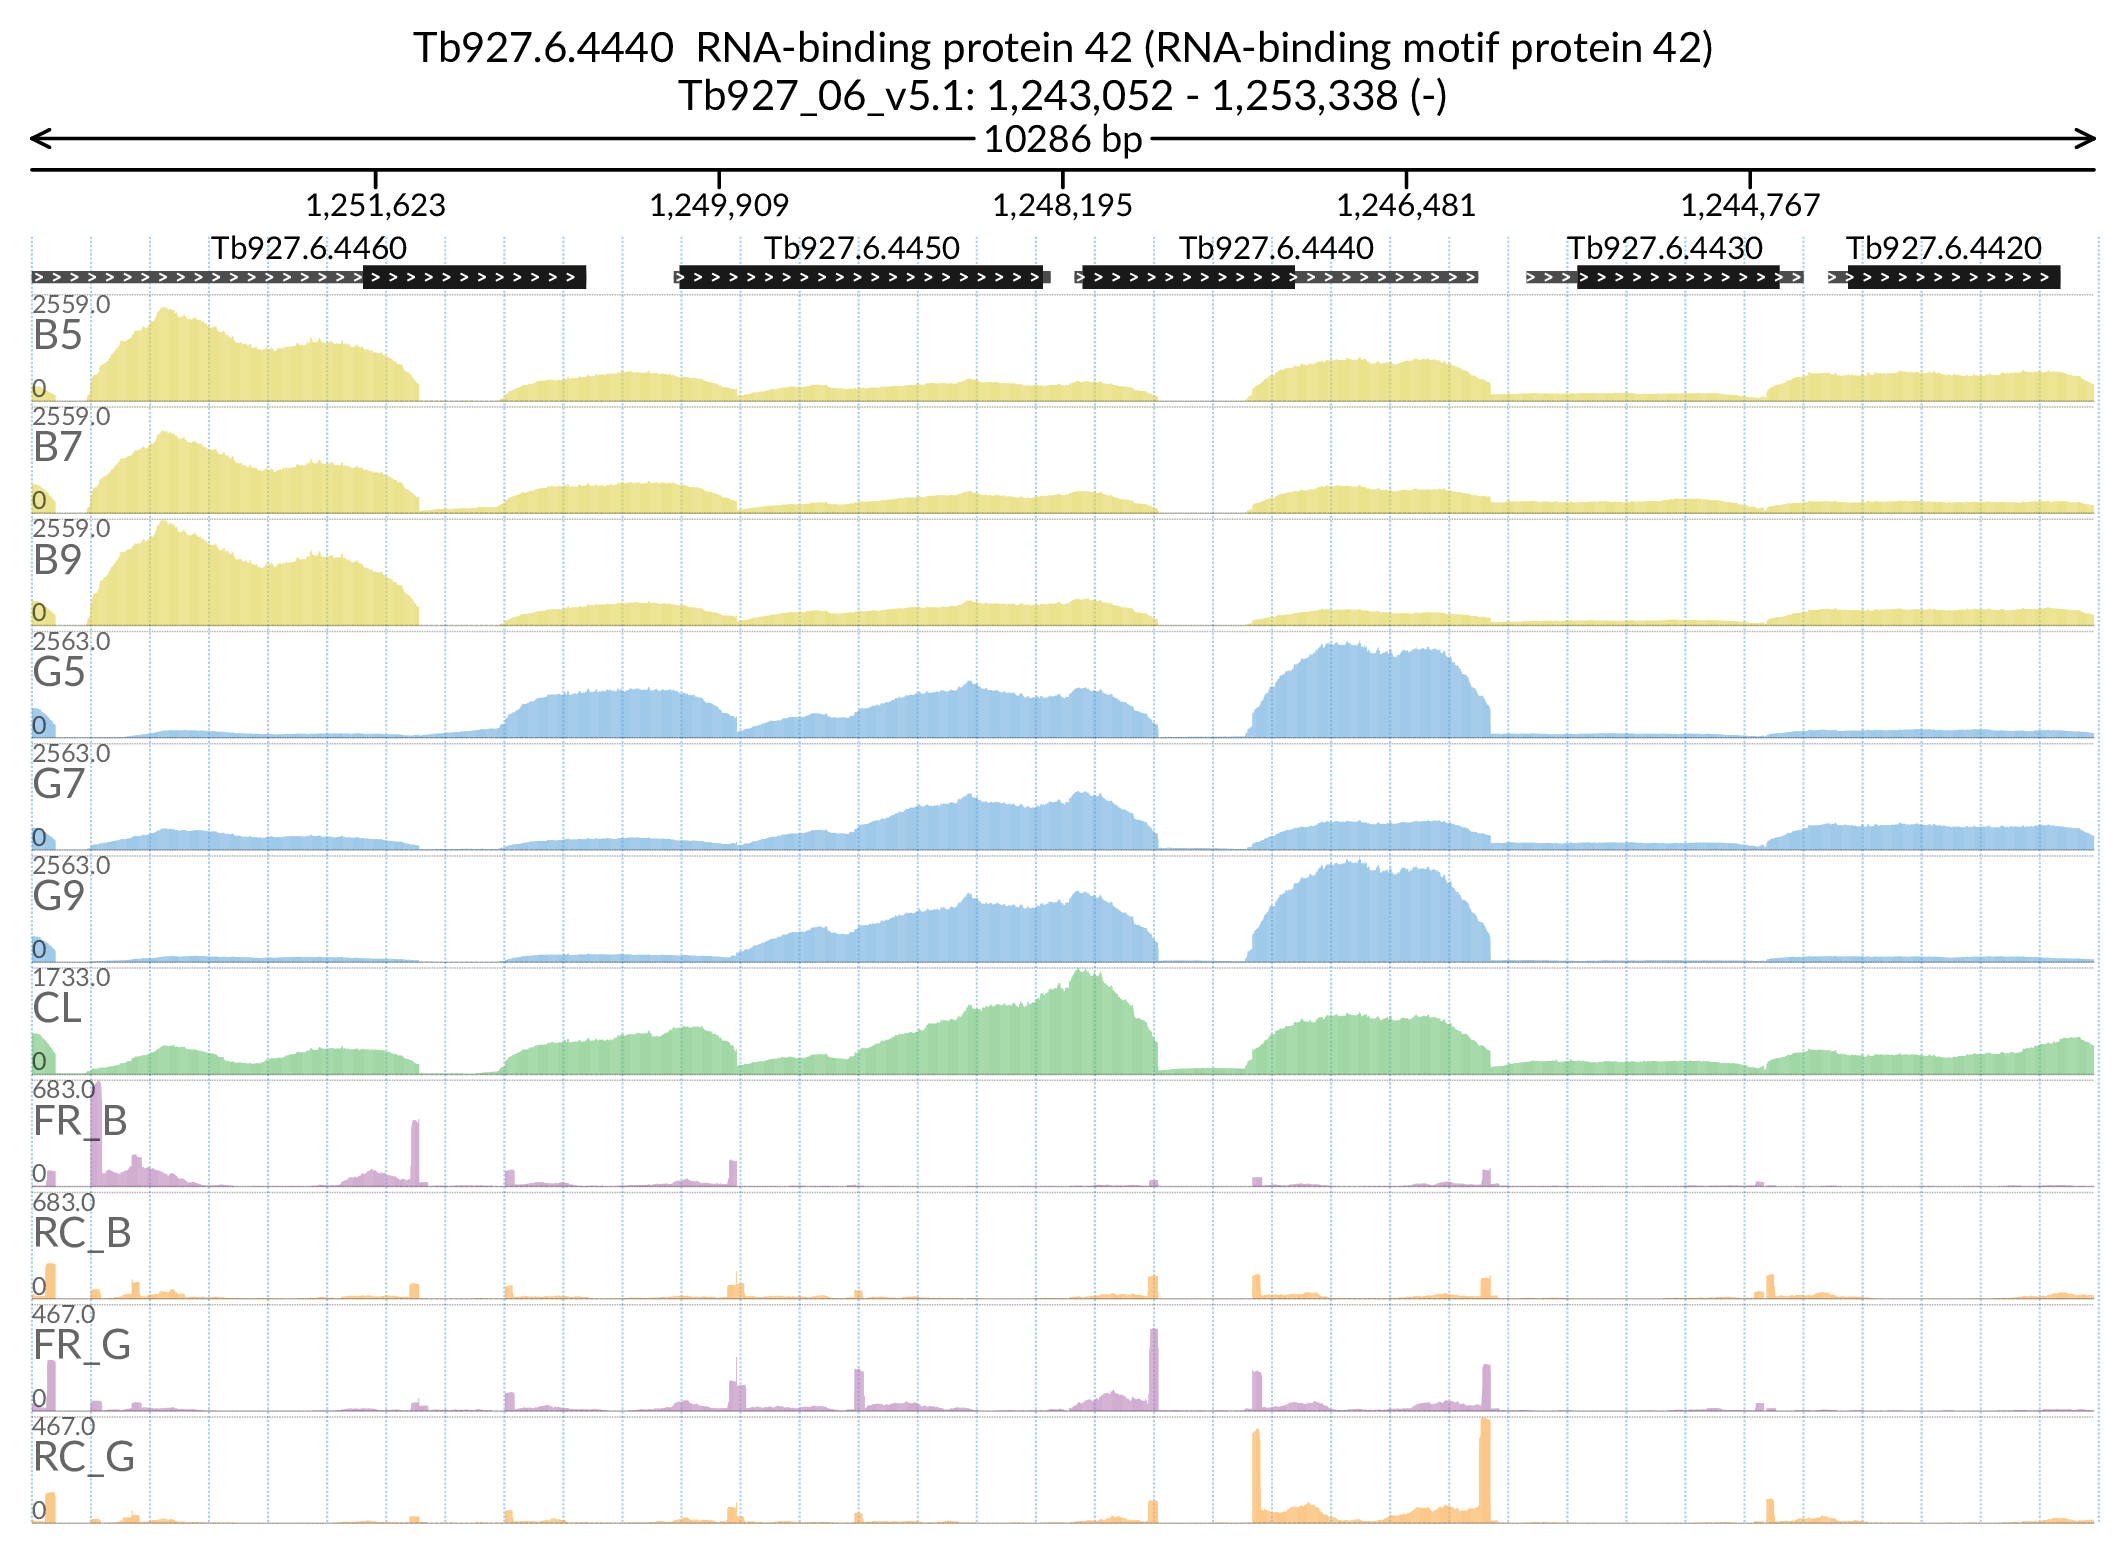 Tb927.6.4440  RNA-binding protein 42 (RNA-binding motif protein 42)
Tb927_06_v5.1: 1,243,052 - 1,253,338 (-)
10286 bp
1,251,623 1,249,909 1,248,195 1,246,481 1,244,767
Tb927.6.4460 Tb927.6.4450 Tb927.6.4440 Tb927.6.4430 Tb927.6.4420
2559.0
B5
0
2559.0
B7
0
2559.0
B9
0
2563.0
G5
0
2563.0
G7
0
2563.0
G9
0
1733.0
CL
0
683.0
FR_B
0
683.0
RC_B
0
467.0
FR_G
0
467.0
RC_G
0